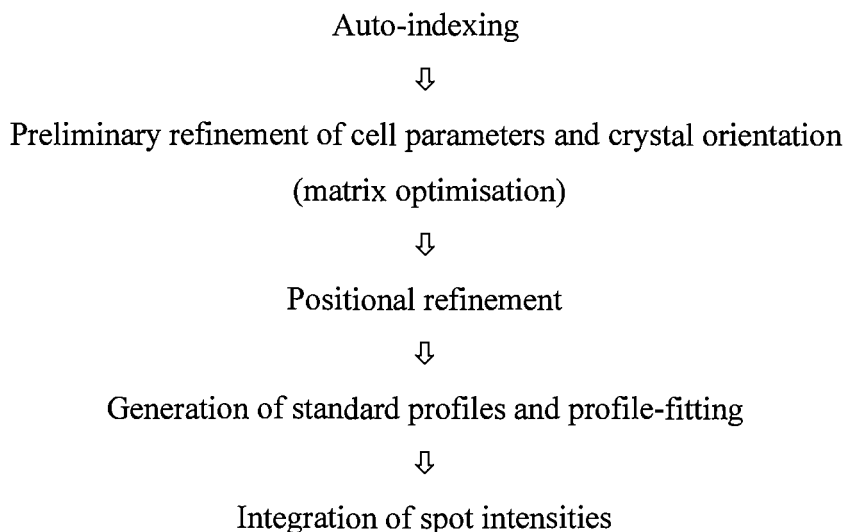 Auto-indexing
⇩
Preliminary refinement of cell parameters and crystal orientation
(matrix optimisation)
⇩
Positional refinement
⇩
Generation of standard profiles and profile-fitting
⇩
Integration of spot intensities